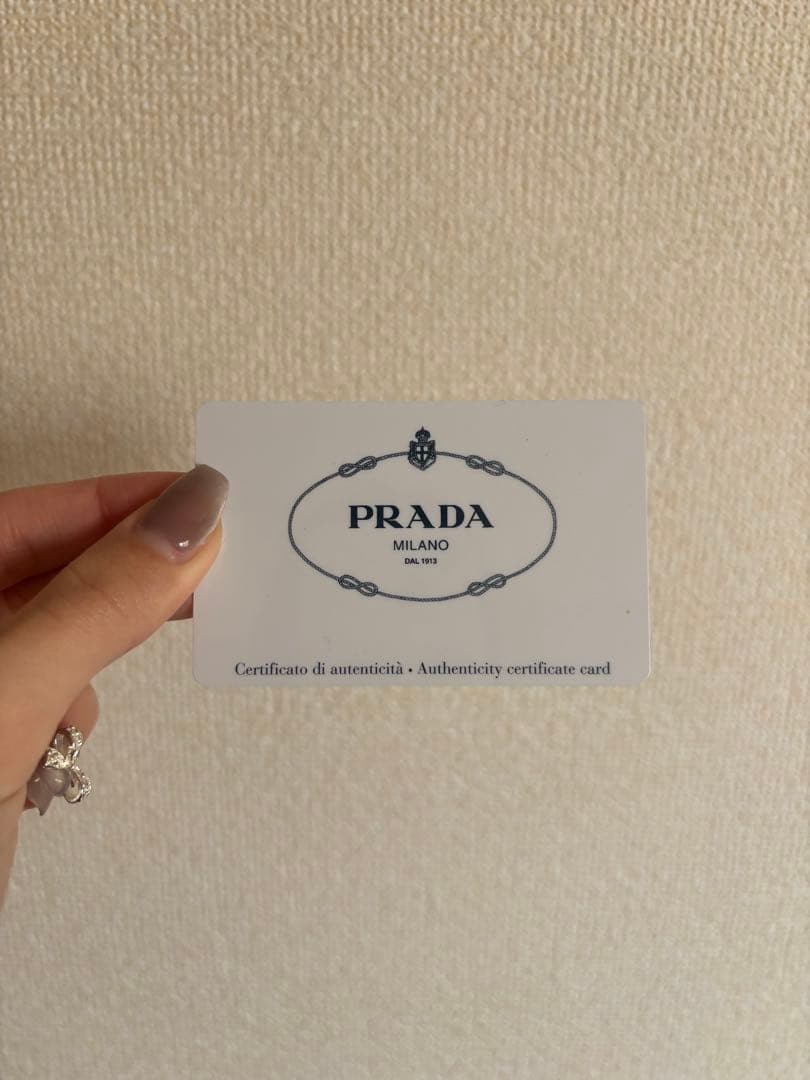 PRADA
MILANO
DAL 1913
Certificato di autenticità • Authenticity certificate card